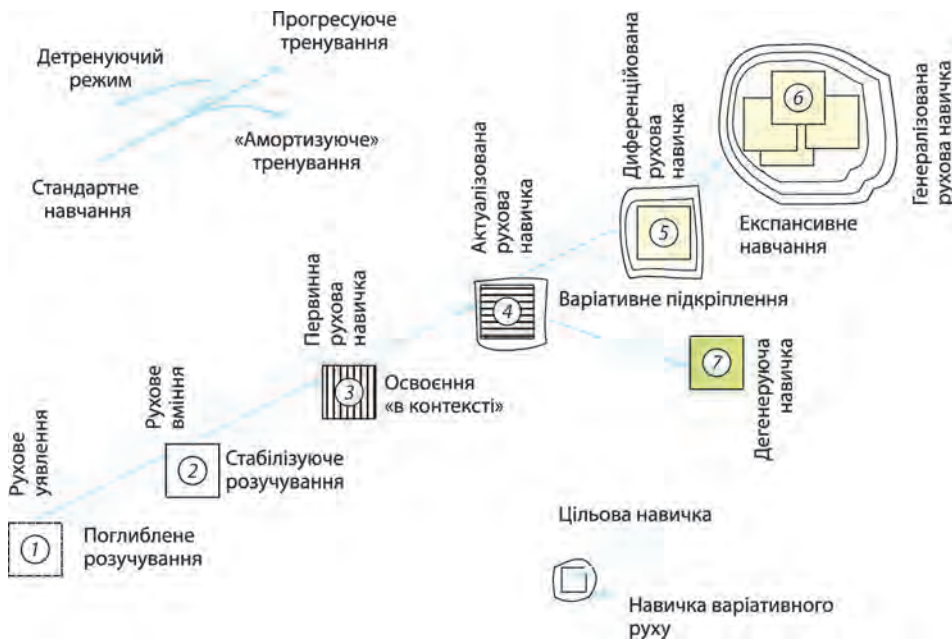 Прогресуюче
тренування
Детренуючий
режим
«Амортизуюче»
тренування
Стандартне
навчання
Рухове
уявлення
1
Поглиблене
розучування
Рухове
вміння
2
Стабілізуюче
розучування
Первинна
рухова
навичка
3
Освоєння
«в контексті»
Актуалізована
рухова
навичка
4
Варіативне підкріплення
Диференційована
рухова
навичка
5
6
Експансивне
навчання
Генералізована
рухова навичка
7
Дегенеруюча
навичка
Цільова навичка
Навичка варіативного
руху